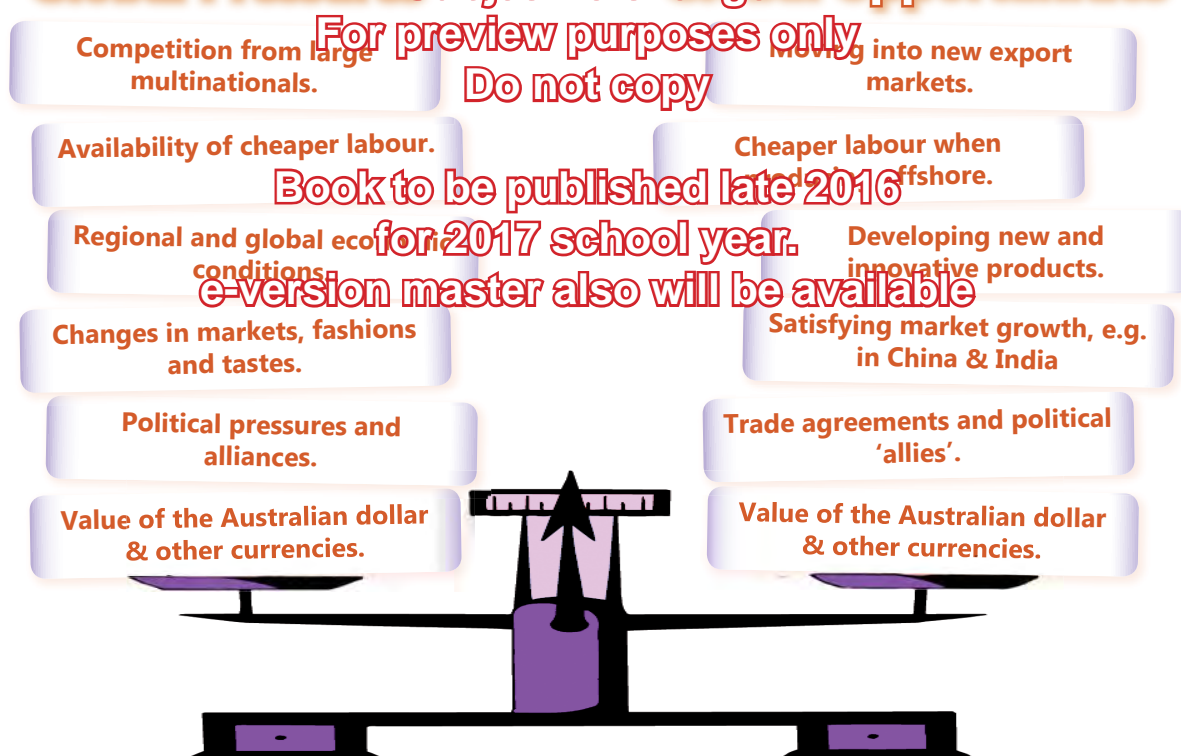 For preview purposes only
Do not copy
Book to be published late 2016
for 2017 school year.
e-version master also will be available
Competition from large
multinationals.
Availability of cheaper labour.
Regional and global economic
conditions.
Changes in markets, fashions
and tastes.
Political pressures and
alliances.
Value of the Australian dollar
& other currencies.
Moving into new export
markets.
Cheaper labour when
offshore.
Developing new and
innovative products.
Satisfying market growth, e.g.
in China & India
Trade agreements and political
‘allies’.
Value of the Australian dollar
& other currencies.